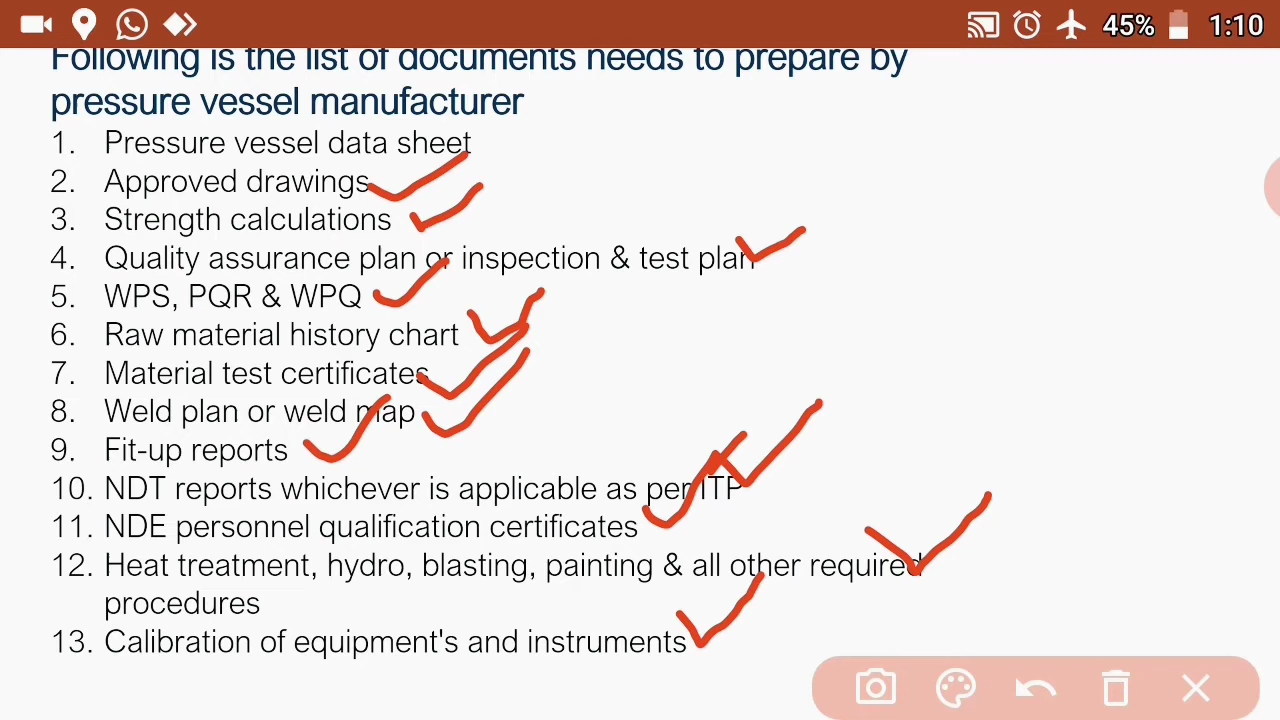 45% 1:10
Following is the list of documents needs to prepare by
pressure vessel manufacturer
1. Pressure vessel data sheet
2. Approved drawings
3. Strength calculations
4. Quality assurance plan or inspection & test plan
5. WPS, PQR & WPQ
6. Raw material history chart
7. Material test certificates
8. Weld plan or weld map
9. Fit-up reports
10. NDT reports whichever is applicable as per ITP
11. NDE personnel qualification certificates
12. Heat treatment, hydro, blasting, painting & all other required
procedures
13. Calibration of equipment's and instruments